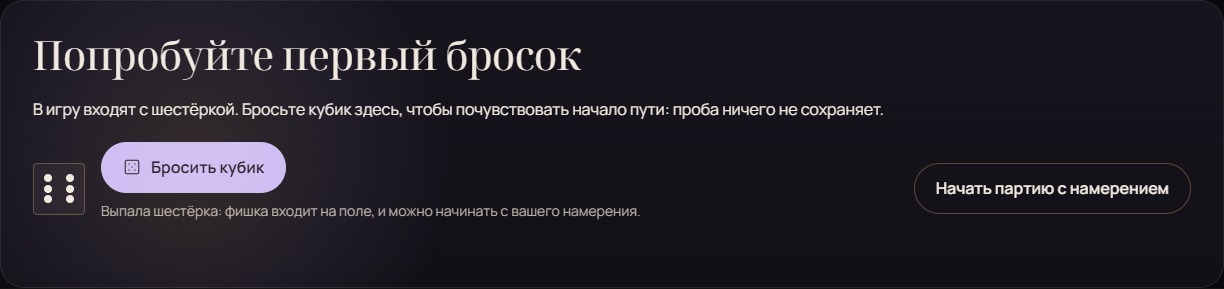 Попробуйте первый бросок
В игру входят с шестёркой. Бросьте кубик здесь, чтобы почувствовать начало пути: проба ничего не сохраняет.
Бросить кубик
Выпала шестёрка: фишка входит на поле, и можно начинать с вашего намерения.
Начать партию с намерением